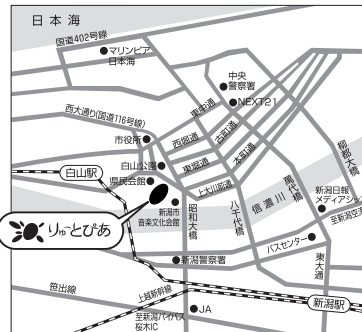 日本海
国道402号線
マリンピア
日本海
中央
警察署
NEXT21
西大通り(国道116号線)
東中通
市役所
西堀通
古町通
柳都大橋
白山公園
東堀通
本町通
白山駅
県民会館
上大川前通
萬代橋
新潟市
音楽文化会館
昭和大橋
八千代橋
信濃川
新潟日報
メディアシップ
至新潟空港
りゅーとぴあ
バスセンター
新潟警察署
東大通
笹出線
上越新幹線
新潟駅
至新潟バイパス
桜木IC
JA